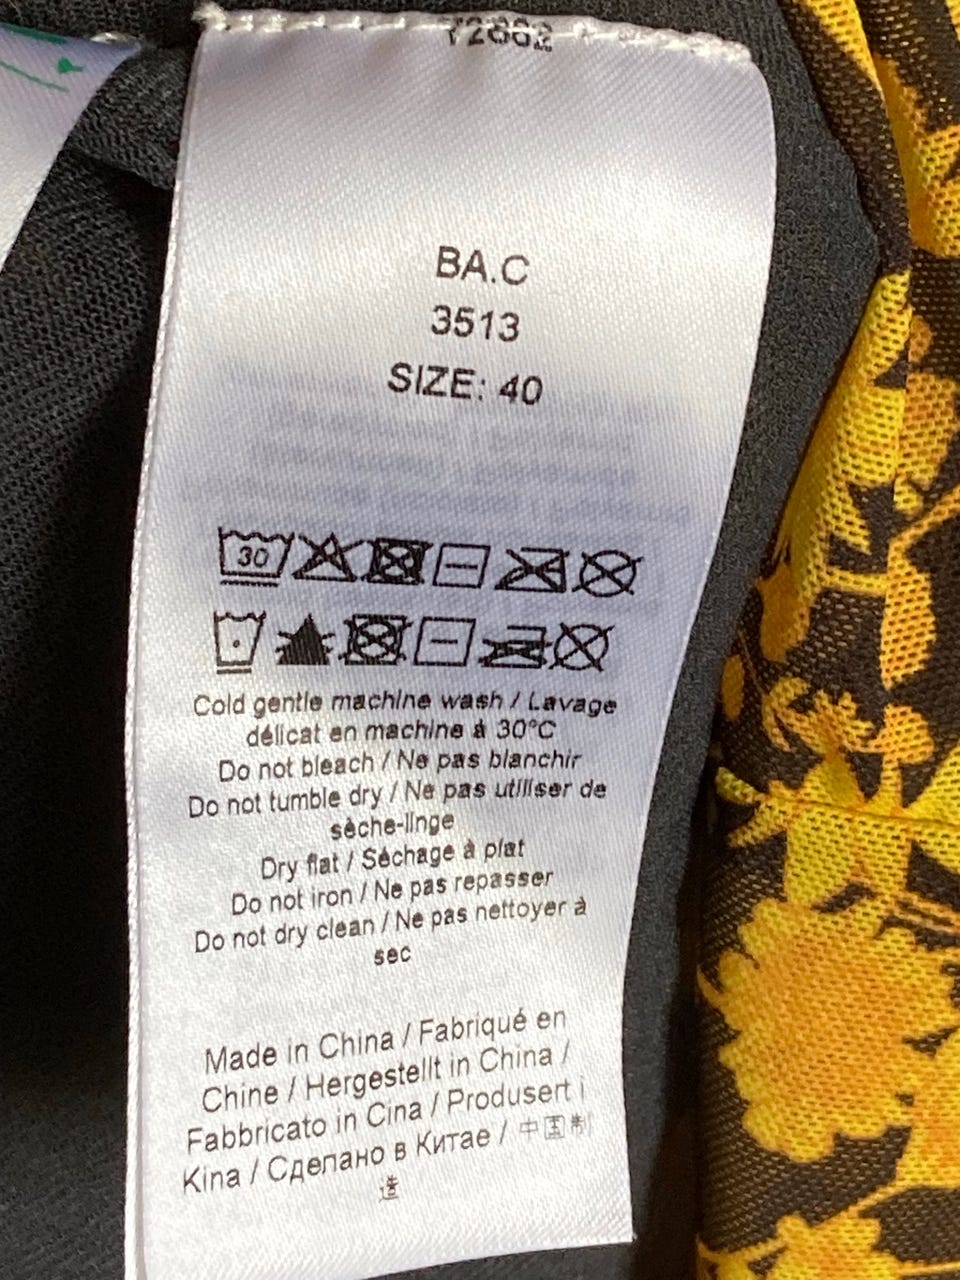 72662
BA.C
3513
SIZE: 40
30
Cold gentle machine wash / Lavage
délicat en machine à 30°C
Do not bleach / Ne pas blanchir
Do not tumble dry / Ne pas utiliser de
sèche-linge
Dry flat / Séchage à plat
Do not iron / Ne pas repasser
Do not dry clean / Ne pas nettoyer à
sec
Made in China / Fabriqué en
Chine / Hergestellt in China /
Fabbricato in Cina / Produsert i
Kina / Сделано в Китае / 中国制
造